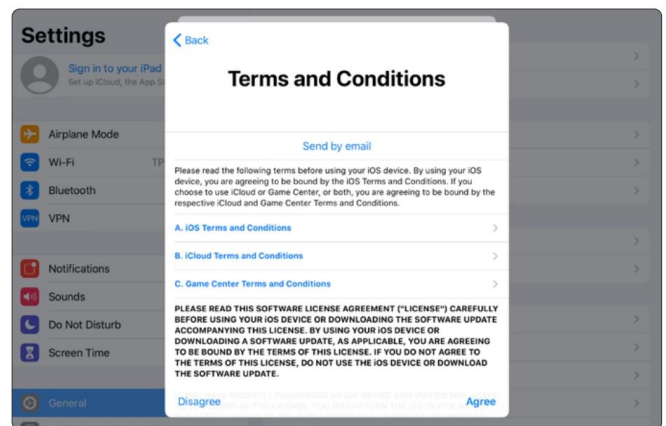 Settings
Sign in to your iPad
Set up iCloud, the App
Airplane Mode
Wi-Fi TP
Bluetooth
VPN VPN
Notifications
Sounds
Do Not Disturb
Screen Time
General
Back
Terms and Conditions
Send by email
Please read the following terms before using your iOS device. By using your iOS
device, you are agreeing to be bound by the iOS Terms and Conditions. If you
choose to use iCloud or Game Center, or both, you are agreeing to be bound by the
respective iCloud and Game Center Terms and Conditions.
A. iOS Terms and Conditions
B. iCloud Terms and Conditions
C. Game Center Terms and Conditions
PLEASE READ THIS SOFTWARE LICENSE AGREEMENT ("LICENSE") CAREFULLY
BEFORE USING YOUR iOS DEVICE OR DOWNLOADING THE SOFTWARE UPDATE
ACCOMPANYING THIS LICENSE. BY USING YOUR iOS DEVICE OR
DOWNLOADING A SOFTWARE UPDATE, AS APPLICABLE, YOU ARE AGREEING
TO BE BOUND BY THE TERMS OF THIS LICENSE. IF YOU DO NOT AGREE TO
THE TERMS OF THIS LICENSE, DO NOT USE THE iOS DEVICE OR DOWNLOAD
THE SOFTWARE UPDATE.
Disagree Agree